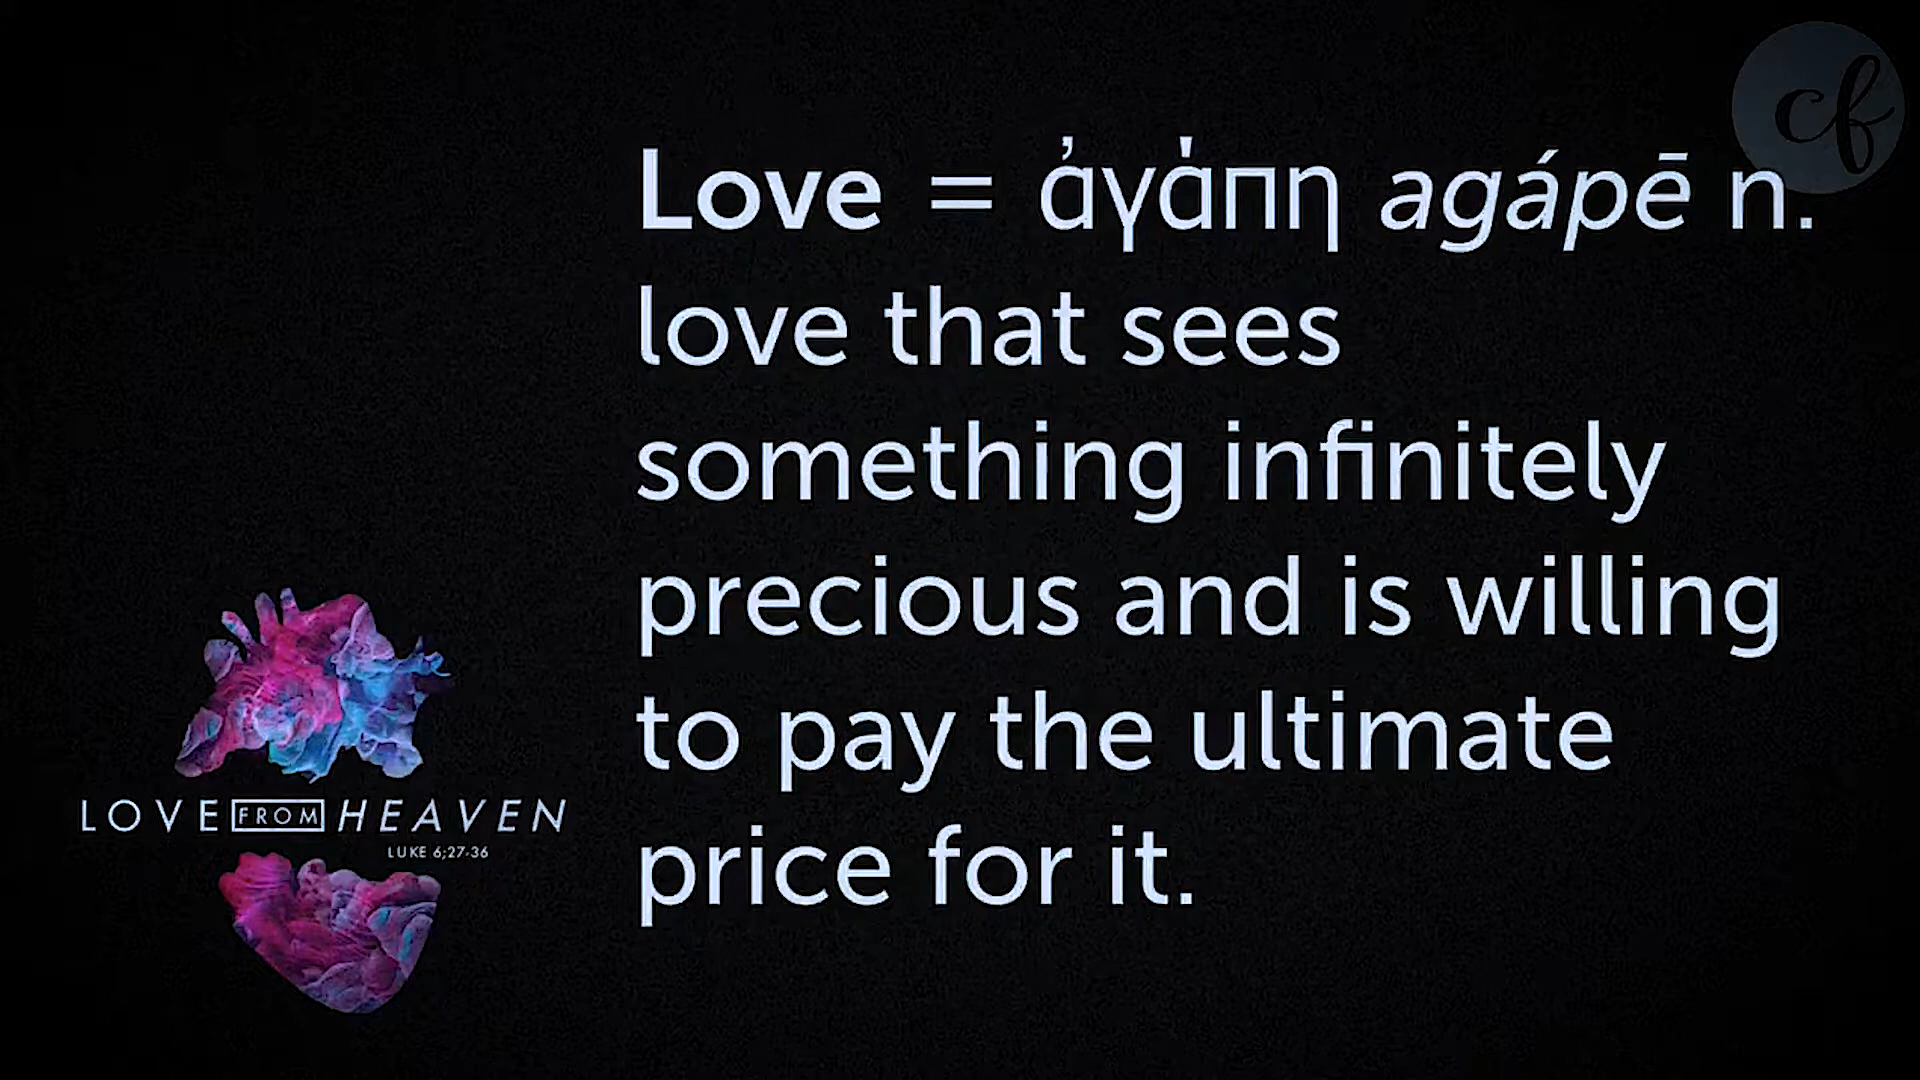 cf
Love = ἀγάπη agápē n.
love that sees
something infinitely
precious and is willing
to pay the ultimate
price for it.
LOVE FROM HEAVEN
LUKE 6;27-36